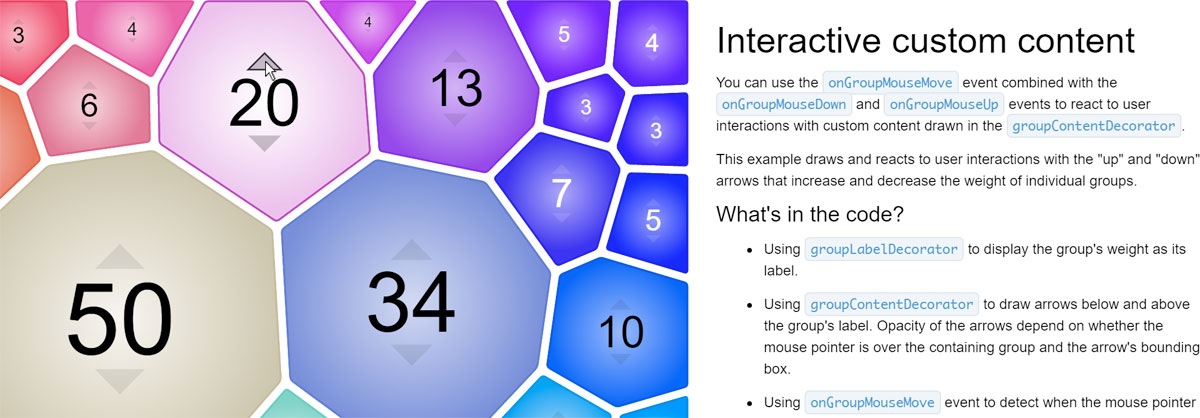 3
4
4
5
4
20
13
6
3
3
7
5
50
34
10
Interactive custom content
You can use the onGroupMouseMove event combined with the
onGroupMouseDown and onGroupMouseUp events to react to user
interactions with custom content drawn in the groupContentDecorator .
This example draws and reacts to user interactions with the "up" and "down"
arrows that increase and decrease the weight of individual groups.
What's in the code?
• Using groupLabelDecorator to display the group's weight as its
label.
• Using groupContentDecorator to draw arrows below and above
the group's label. Opacity of the arrows depend on whether the
mouse pointer is over the containing group and the arrow's bounding
box.
• Using onGroupMouseMove event to detect when the mouse pointer